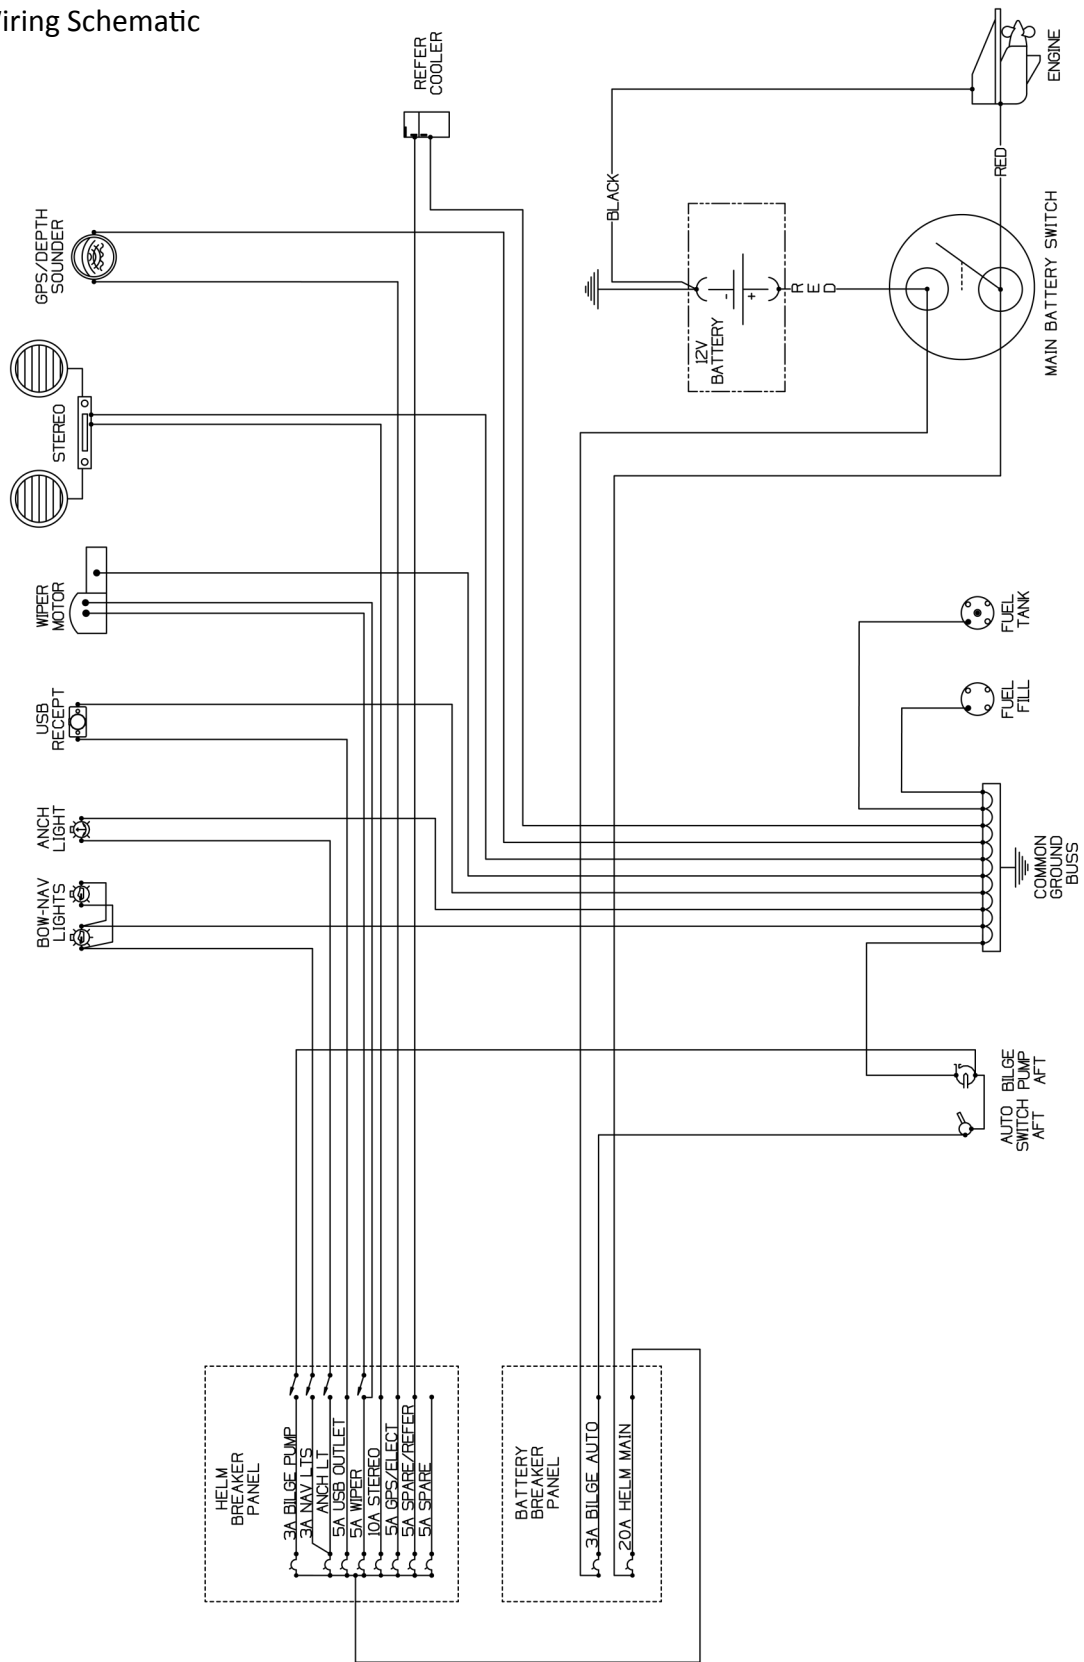 iring Schematic
REFER
COOLER
ENGINE
GPS/DEPTH
SOUNDER
BLACK
RED
12V
BATTERY
-
+
RED
MAIN BATTERY SWITCH
STEREO
WIPER
MOTOR
FUEL
TANK
USB
RECEPT
FUEL
FILL
ANCH
LIGHT
BOW-NAV
LIGHTS
COMMON
GROUND
BUSS
BILGE
PUMP
AFT
AUTO
SWITCH
AFT
HELM
BREAKER
PANEL
3A BILGE PUMP
3A NAV LTS
ANCH LT
5A USB OUTLET
5A WIPER
10A STEREO
5A GPS/ELECT
5A SPARE/REFER
5A SPARE
BATTERY
BREAKER
PANEL
3A BILGE AUTO
20A HELM MAIN